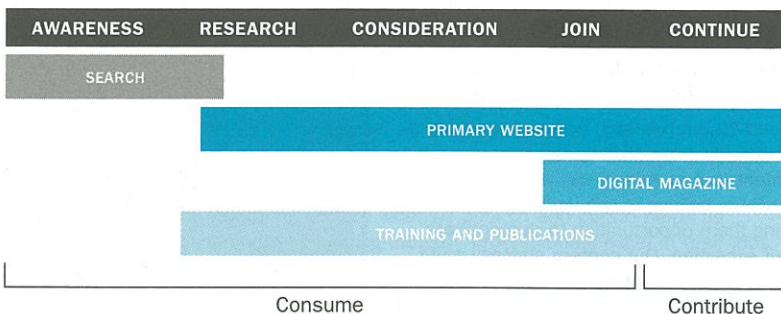 AWARENESS RESEARCH CONSIDERATION JOIN CONTINUE
SEARCH
PRIMARY WEBSITE
DIGITAL MAGAZINE
TRAINING AND PUBLICATIONS
Consume Contribute